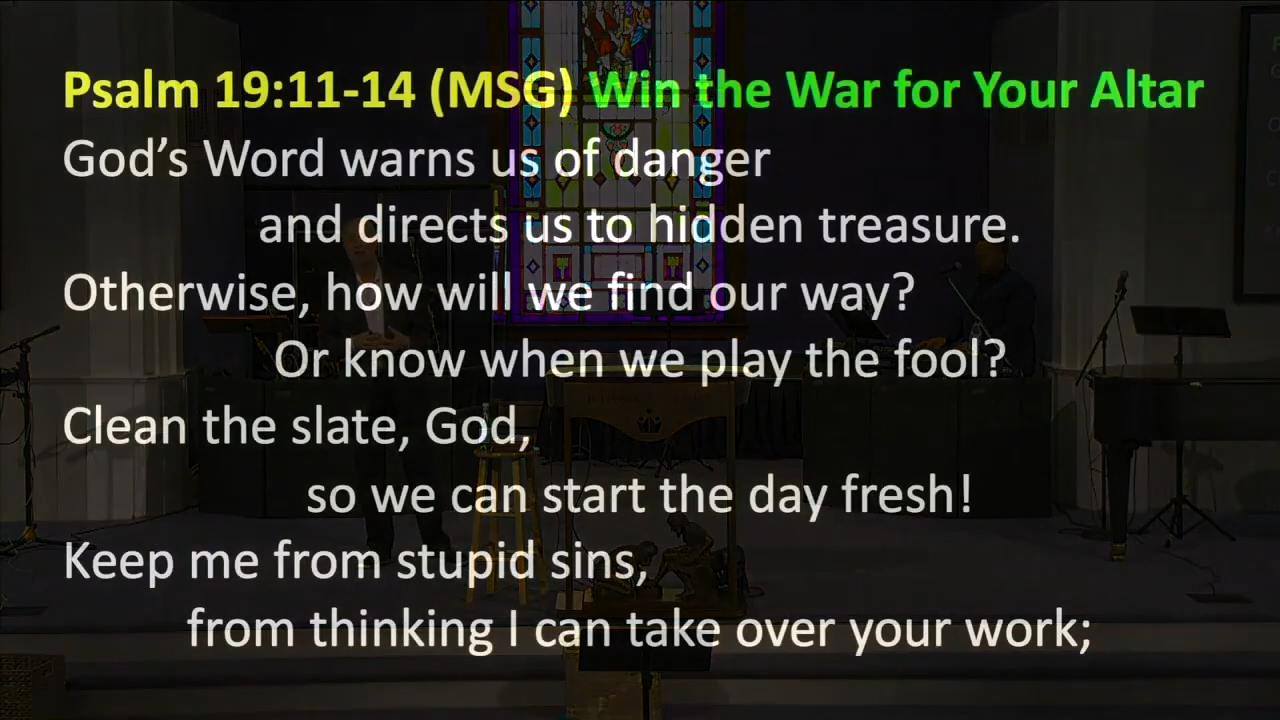 Psalm 19:11-14 (MSG) Win the War for Your Altar
God’s Word warns us of danger
and directs us to hidden treasure.
Otherwise, how will we find our way?
Or know when we play the fool?
Clean the slate, God,
so we can start the day fresh!
Keep me from stupid sins,
from thinking I can take over your work;